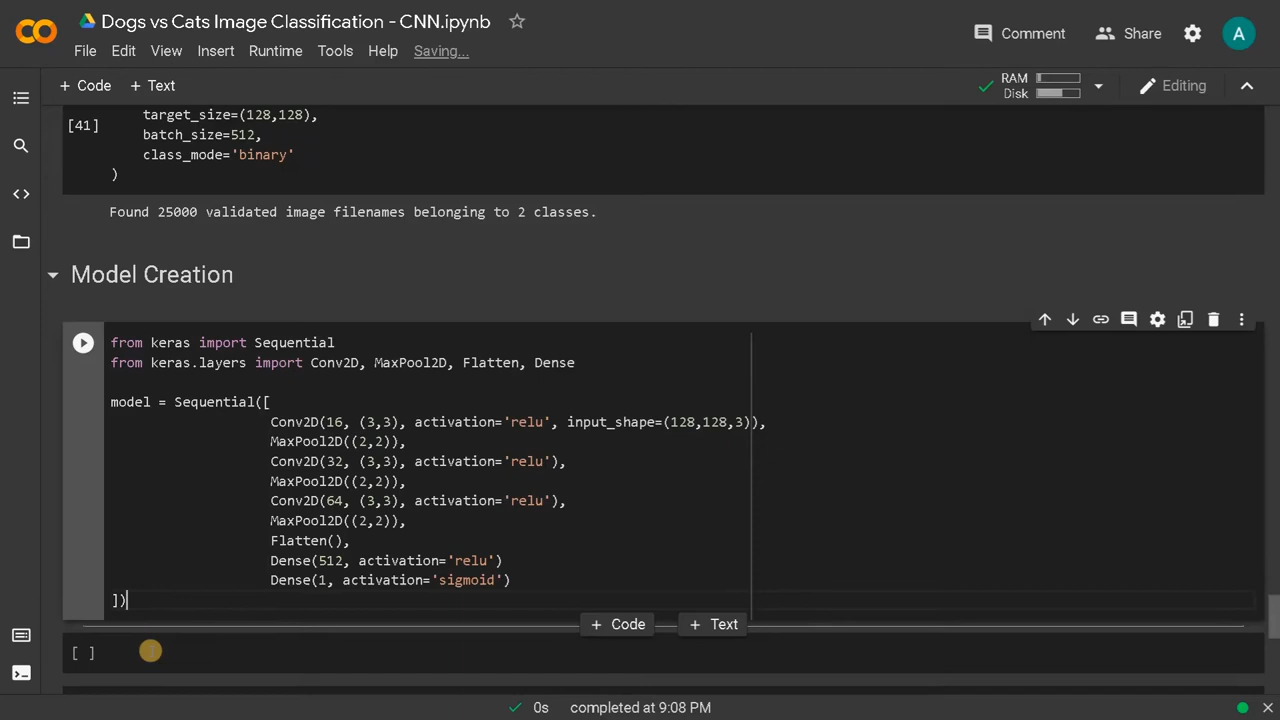 Dogs vs Cats Image Classification - CNN.ipynb
File Edit View Insert Runtime Tools Help Saving...
Comment Share A
+ Code + Text
RAM
Disk
Editing
target_size=(128,128),
[41]
batch_size=512,
class_mode='binary'
)
Found 25000 validated image filenames belonging to 2 classes.
Model Creation
from keras import Sequential
from keras.layers import Conv2D, MaxPool2D, Flatten, Dense
model = Sequential([
Conv2D(16, (3,3), activation='relu', input_shape=(128,128,3)),
MaxPool2D((2,2)),
Conv2D(32, (3,3), activation='relu'),
MaxPool2D((2,2)),
Conv2D(64, (3,3), activation='relu'),
MaxPool2D((2,2)),
Flatten(),
Dense(512, activation='relu')
Dense(1, activation='sigmoid')
])
+ Code + Text
[ ]
0s completed at 9:08 PM